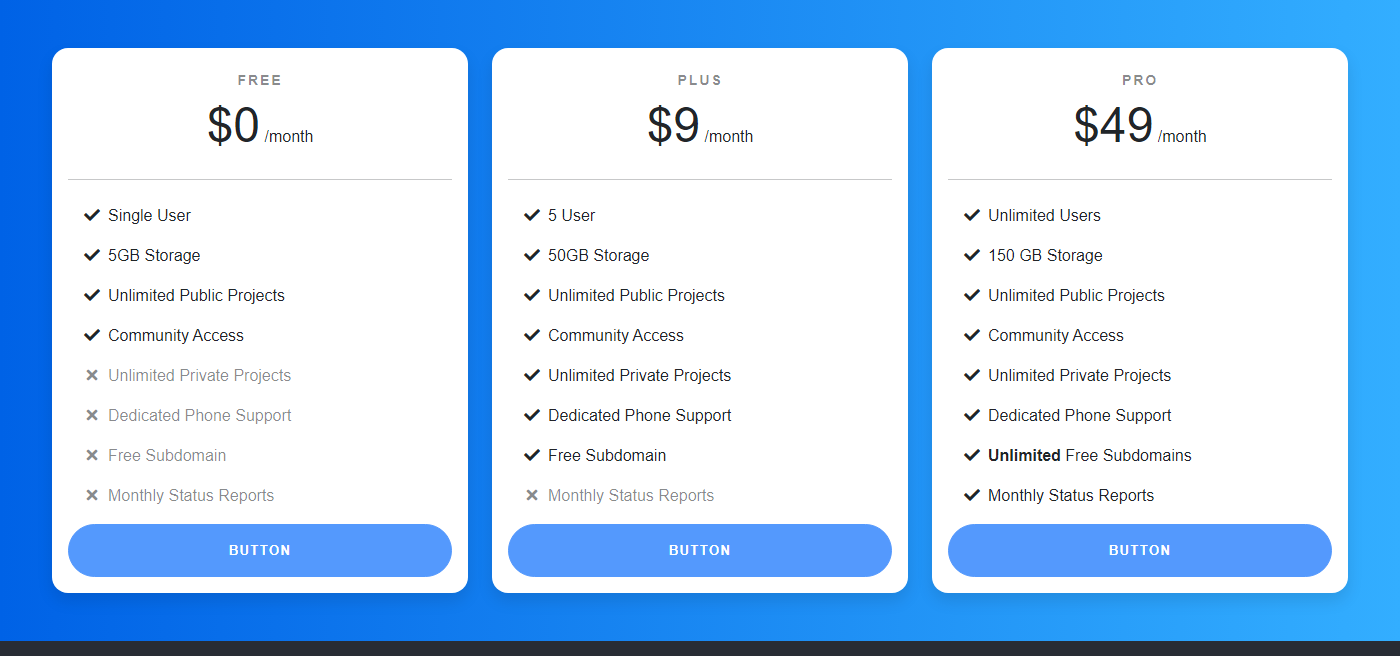 FREE
$0 /month
Single User
5GB Storage
Unlimited Public Projects
Community Access
Unlimited Private Projects
Dedicated Phone Support
Free Subdomain
Monthly Status Reports
BUTTON
PLUS
$9 /month
5 User
50GB Storage
Unlimited Public Projects
Community Access
Unlimited Private Projects
Dedicated Phone Support
Free Subdomain
Monthly Status Reports
BUTTON
PRO
$49 /month
Unlimited Users
150 GB Storage
Unlimited Public Projects
Community Access
Unlimited Private Projects
Dedicated Phone Support
Unlimited Free Subdomains
Monthly Status Reports
BUTTON